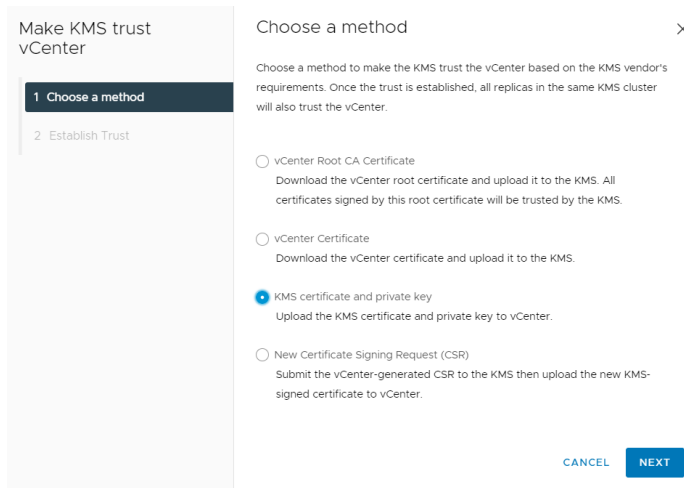 Make KMS trust
vCenter
1 Choose a method
2 Establish Trust
Choose a method
Choose a method to make the KMS trust the vCenter based on the KMS vendor's
requirements. Once the trust is established, all replicas in the same KMS cluster
will also trust the vCenter.
vCenter Root CA Certificate
Download the vCenter root certificate and upload it to the KMS. All
certificates signed by this root certificate will be trusted by the KMS.
vCenter Certificate
Download the vCenter certificate and upload it to the KMS.
KMS certificate and private key
Upload the KMS certificate and private key to vCenter.
New Certificate Signing Request (CSR)
Submit the vCenter-generated CSR to the KMS then upload the new KMS-
signed certificate to vCenter.
CANCEL NEXT